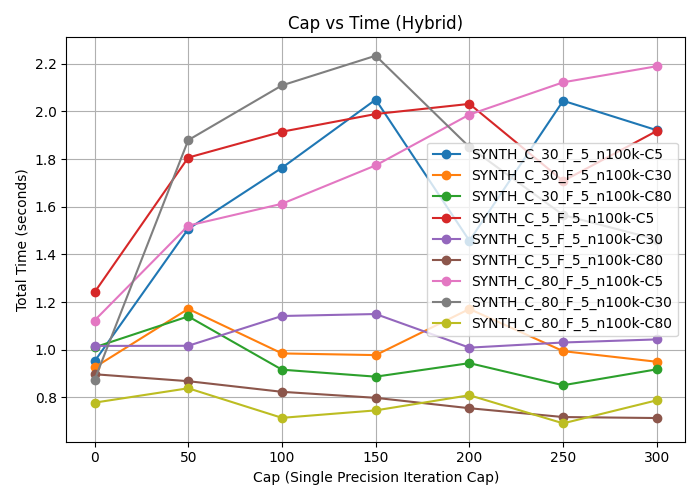 Cap vs Time (Hybrid)
Total Time (seconds)
2.2
2.0
1.8
1.6
1.4
1.2
1.0
0.8
SYNTH_C_30_F_5_n100k-C5
SYNTH_C_30_F_5_n100k-C30
SYNTH_C_30_F_5_n100k-C80
SYNTH_C_5_F_5_n100k-C5
SYNTH_C_5_F_5_n100k-C30
SYNTH_C_5_F_5_n100k-C80
SYNTH_C_80_F_5_n100k-C5
SYNTH_C_80_F_5_n100k-C30
SYNTH_C_80_F_5_n100k-C80
0 50 100 150 200 250 300
Cap (Single Precision Iteration Cap)